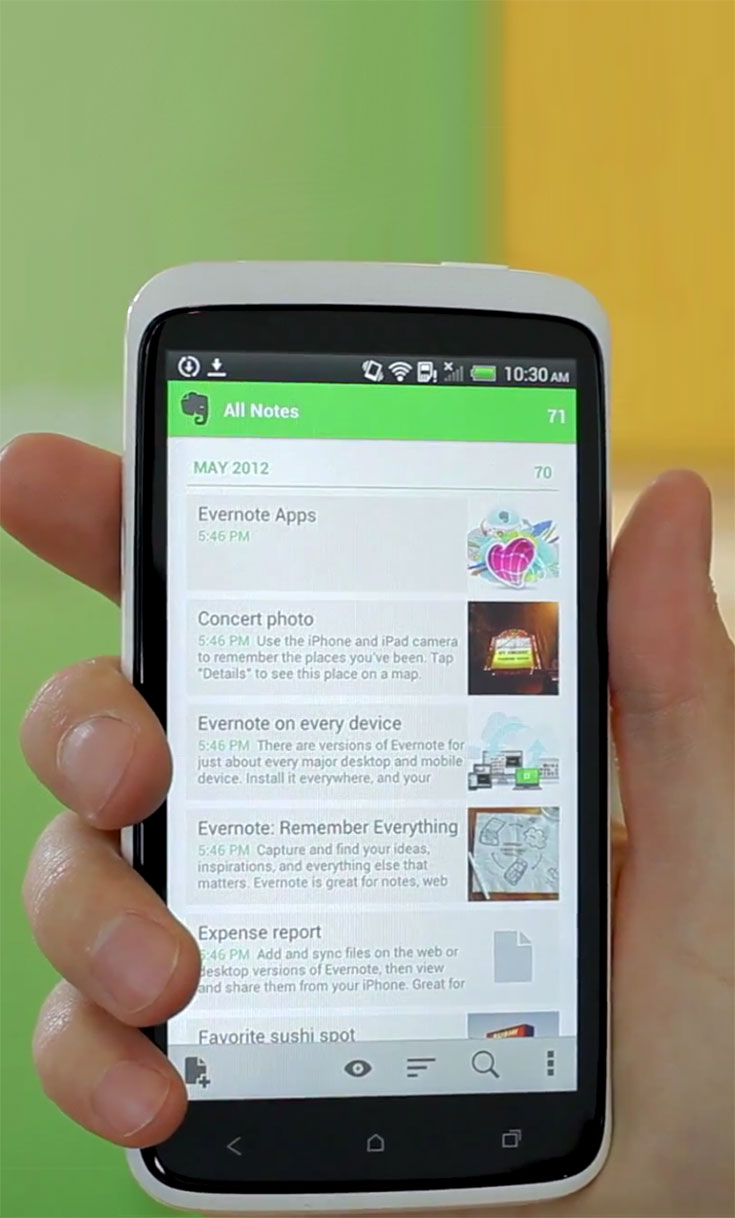 10:30 AM
All Notes 71
MAY 2012 70
Evernote Apps
5:46 PM
Concert photo
5:46 PM Use the iPhone and iPad camera
to remember the places you've been. Tap
"Details" to see this place on a map.
Evernote on every device
5:46 PM There are versions of Evernote for
just about every major desktop and mobile
device. Install it everywhere, and your
Evernote: Remember Everything
5:46 PM Capture and find your ideas,
inspirations, and everything else that
matters. Evernote is great for notes, web
Expense report
5:46 PM Add and sync files on the web or
desktop versions of Evernote, then view
and share them from your iPhone. Great for
Favorite sushi spot